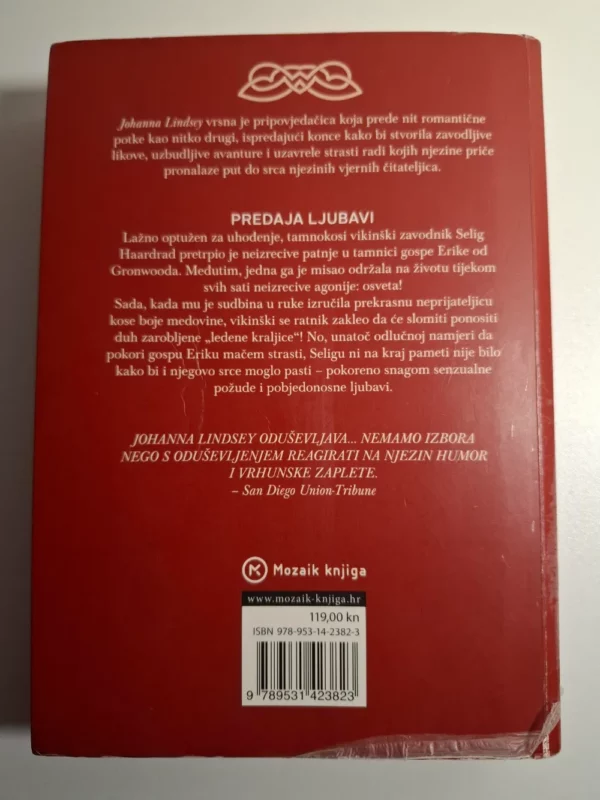 Johanna Lindsey vrsna je pripovjedačica koja prede nit romantične
potke kao nitko drugi, ispredajući konce kako bi stvorila zavodljive
likove, uzbudljive avanture i uzavrele strasti radi kojih njezine priče
pronalaze put do srca njezinih vjernih čitateljica.
PREDAJA LJUBAVI
Lažno optužen za uhođenje, tamnokosi vikinški zavodnik Selig
Haardrad pretrpio je neizrecive patnje u tamnici gospe Erike od
Gronwooda. Međutim, jedna ga je misao održala na životu tijekom
svih sati neizrecive agonije: osveta!
Sada, kada mu je sudbina u ruke izručila prekrasnu neprijateljicu
kose boje medovine, vikinški se ratnik zakleo da će slomiti ponositi
duh zarobljene „ledene kraljice“! No, unatoč odlučnoj namjeri da
pokori gospu Eriku mačem strasti, Seligu ni na kraj pameti nije bilo
kako bi i njegovo srce moglo pasti – pokoreno snagom senzualne
požude i pobjedonosne ljubavi.
JOHANNA LINDSEY ODUŠEVLJAVA... NEMAMO IZBORA
NEGO S ODUŠEVLJENJEM REAGIRATI NA NJEZIN HUMOR
I VRHUNSKE ZAPLETE.
– San Diego Union-Tribune
Mozaik knjiga
www.mozaik-knjiga.hr
119,00 kn
ISBN 978-953-14-2382-3
9 789531 423823